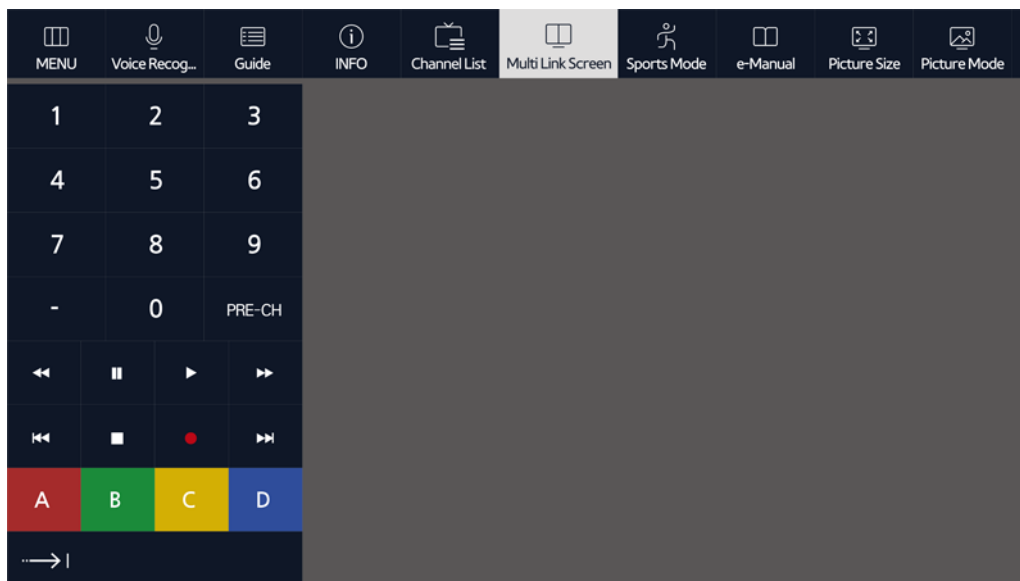 MENU Voice Recog... Guide INFO Channel List Multi Link Screen Sports Mode e-Manual Picture Size Picture Mode
1 2 3
4 5 6
7 8 9
- 0 PRE-CH
A B C D